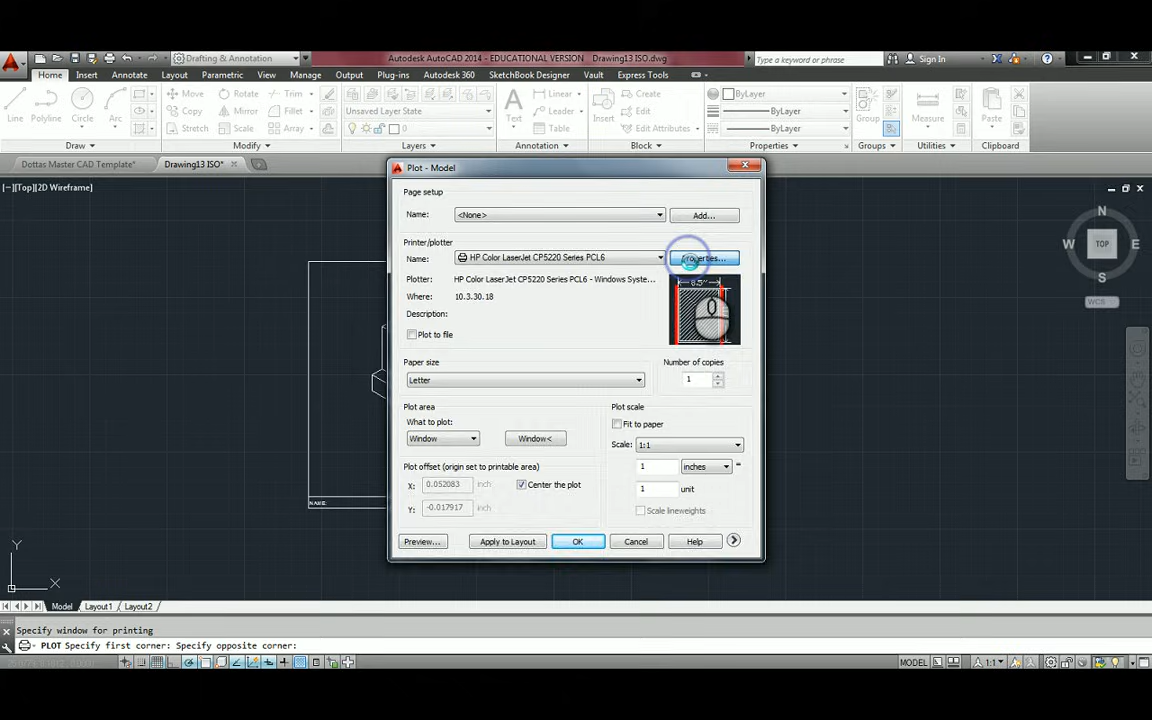 Drafting & Annotation
Autodesk AutoCAD 2014 - EDUCATIONAL VERSION Drawing13 ISO.dwg
Type a keyword or phrase
Sign In
Home Insert Annotate Layout Parametric View Manage Output Plug-ins Autodesk 360 SketchBook Designer Vault Express Tools
Line Polyline Circle Arc
Move Rotate Trim
Copy Mirror Fillet
Stretch Scale Array
Unsaved Layer State
0
Text
Linear
Leader
Table
Insert
Create
Edit
Edit Attributes
ByLayer
ByLayer
ByLayer
Group
Measure
Paste
Draw Modify Layers Annotation Block Properties Groups Utilities Clipboard
Dottas Master CAD Template*
Drawing13 ISO*
[−][Top][2D Wireframe]
N
W TOP E
S
WCS
NAME:
Y
X
Plot - Model
Page setup
Name: <None> Add...
Printer/plotter
Name: HP Color LaserJet CP5220 Series PCL6 Properties...
Plotter: HP Color LaserJet CP5220 Series PCL6 - Windows Syste...
Where: 10.3.30.18
Description:
Plot to file
8.5''
Paper size
Letter
Number of copies
1
Plot area
What to plot:
Window Window<
Plot scale
Fit to paper
Scale: 1:1
1 inches =
1 unit
Scale lineweights
Plot offset (origin set to printable area)
X: 0.052083 inch Center the plot
Y: -0.017917 inch
Preview... Apply to Layout OK Cancel Help
Model Layout1 Layout2
Specify window for printing
PLOT Specify first corner: Specify opposite corner:
MODEL 1:1